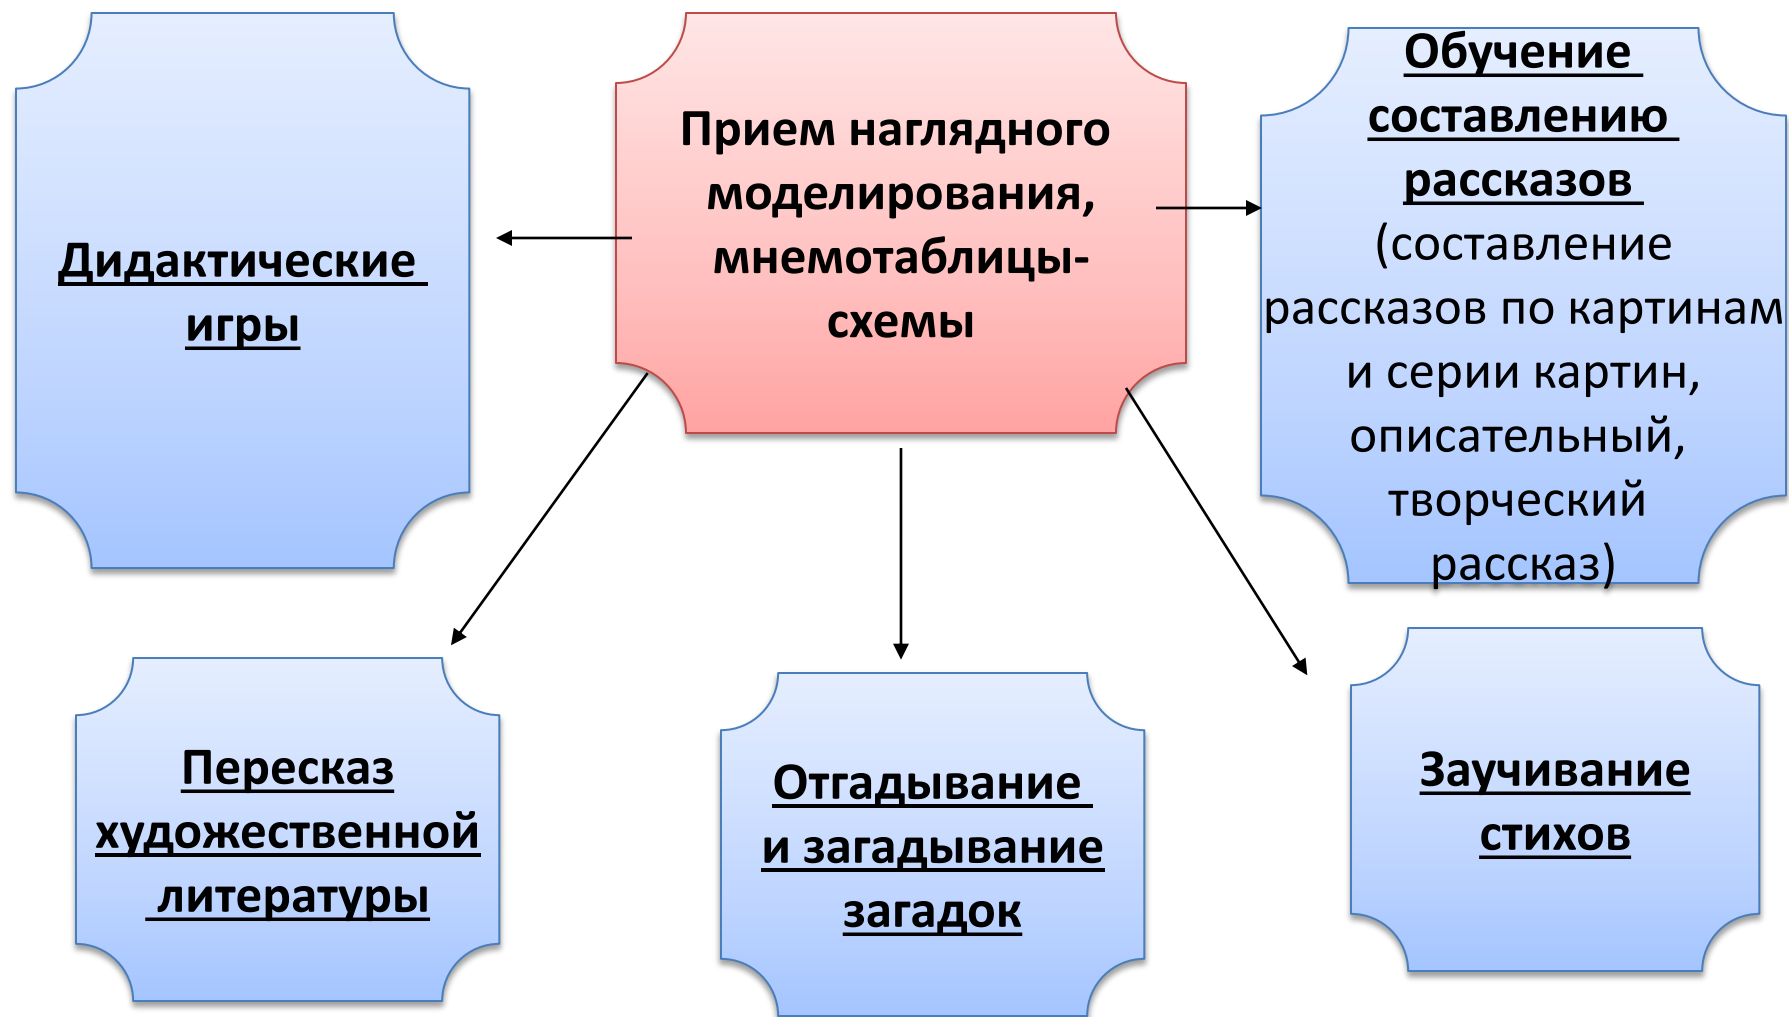 Прием наглядного
моделирования,
мнемотаблицы-
схемы
Дидактические
игры
Обучение
составлению
рассказов
(составление
рассказов по картинам
и серии картин,
описательный,
творческий
рассказ)
Пересказ
художественной
литературы
Отгадывание
и загадывание
загадок
Заучивание
стихов